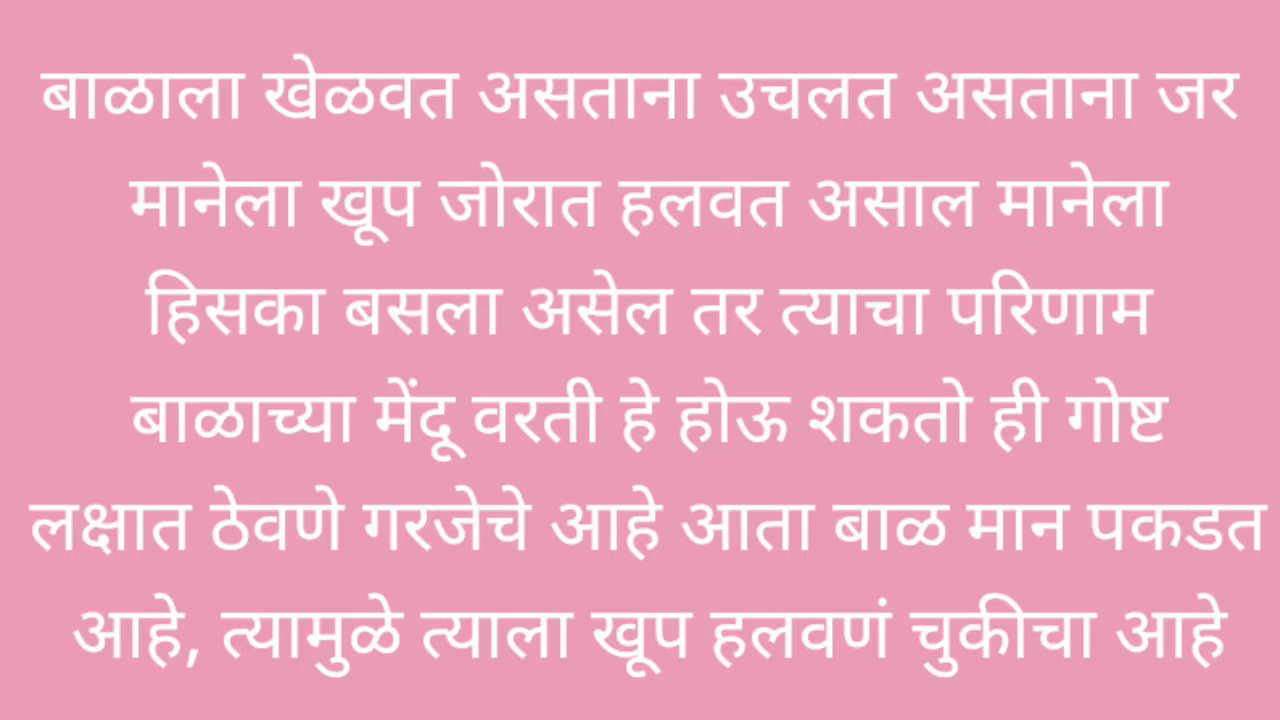 बाळाला खेळवत असताना उचलत असताना जर
मानेला खूप जोरात हलवत असाल मानेला
हिसका बसला असेल तर त्याचा परिणाम
बाळाच्या मेंदू वरती हे होऊ शकतो ही गोष्ट
लक्षात ठेवणे गरजेचे आहे आता बाळ मान पकडत
आहे, त्यामुळे त्याला खूप हलवणं चुकीचा आहे